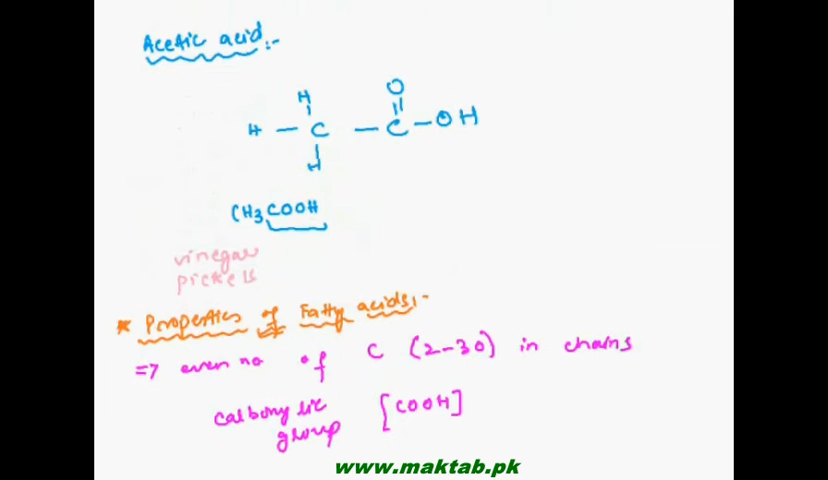 Acetic acid:-
H O
H – C – C – OH
H
CH3COOH
vinegar
pickels
* Properties of Fatty acids:-
=> even no of C (2-30) in chains
Carboxylic [COOH]
group
www.maktab.pk